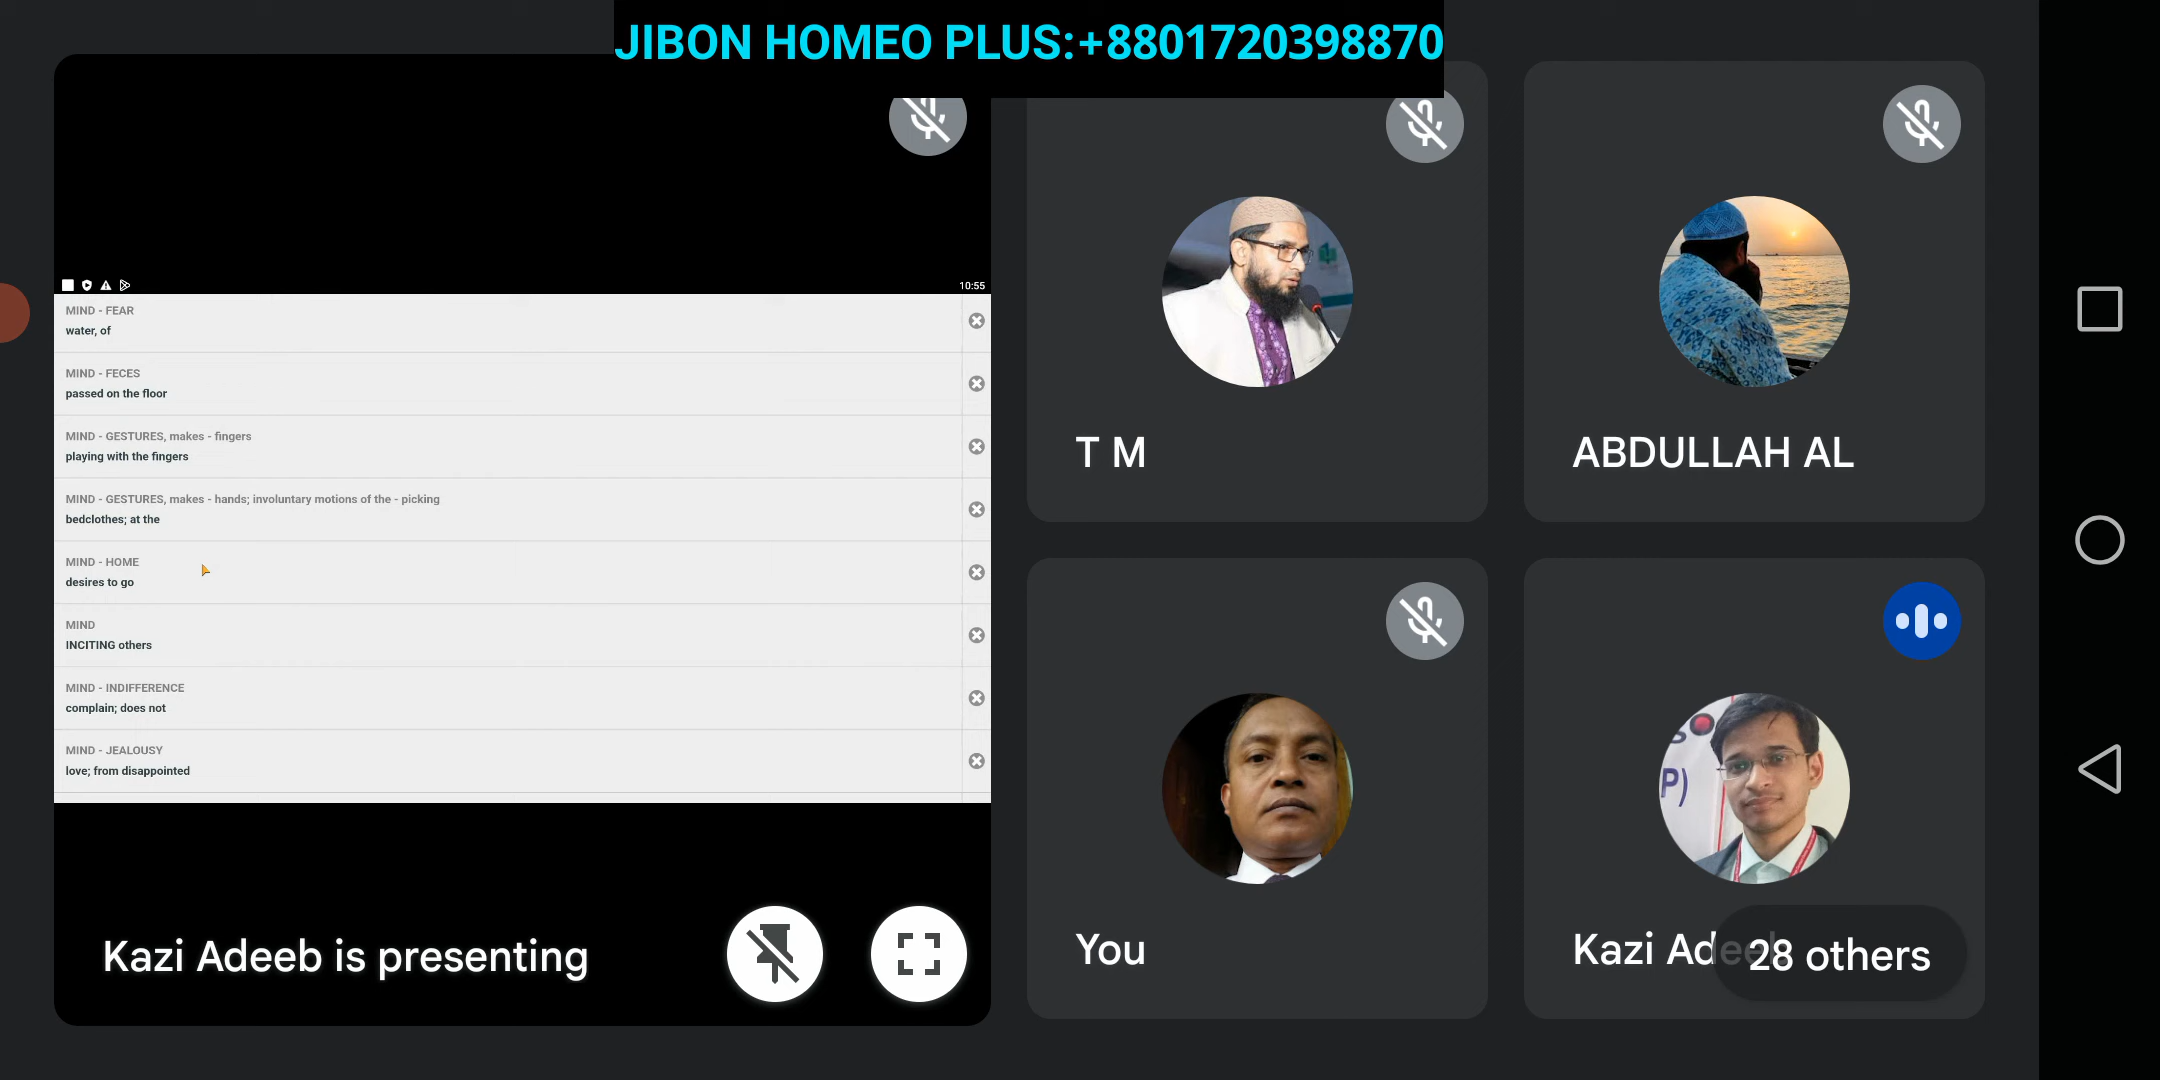 JIBON HOMEO PLUS:+8801720398870
10:55
MIND - FEAR
water, of
MIND - FECES
passed on the floor
MIND - GESTURES, makes - fingers
playing with the fingers
MIND - GESTURES, makes - hands; involuntary motions of the - picking
bedclothes; at the
MIND - HOME
desires to go
MIND
INCITING others
MIND - INDIFFERENCE
complain; does not
MIND - JEALOUSY
love; from disappointed
Kazi Adeeb is presenting
T M
ABDULLAH AL
You
P)
Kazi Adeeb
28 others